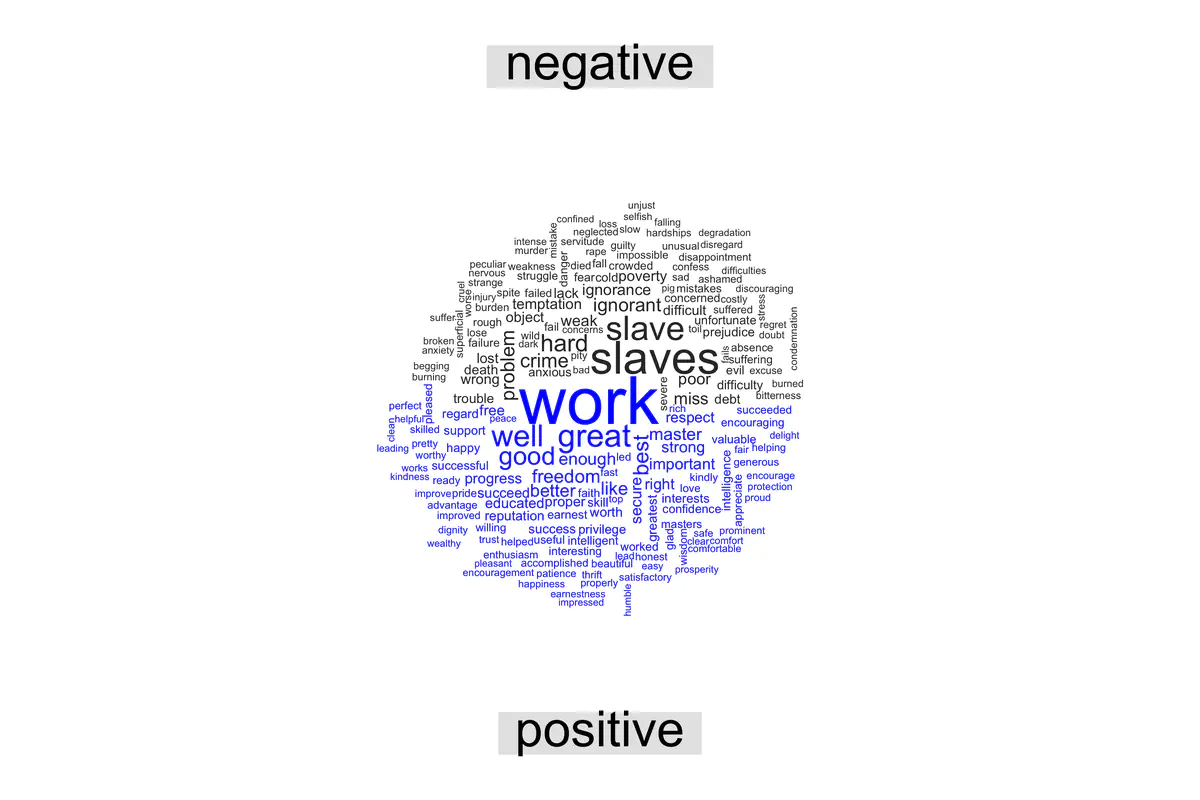 negative
unjust
confined loss selfish falling
mistake neglected slow hardships degradation
intense servitude guilty unusual disregard
murder rape impossible disappointment
peculiar weakness danger died fall crowded confess difficulties
nervous struggle fear cold poverty sad ashamed
strange cruel injury spite failed lack ignorance pig mistakes discouraging
worse burden temptation ignorant concerned costly stress
suffer superficial rough object weak slave difficult suffered unfortunate regret
lose fail concerns toil prejudice doubt condemnation
broken failure wild dark hard slaves fails absence
anxiety lost problem crime pity suffering
begging death anxious bad evil excuse
burning wrong severe poor difficulty burned
trouble work miss debt bitterness
perfect pleased regard free peace rich respect succeeded
clean helpful skilled support well great master encouraging
leading pretty happy best strong valuable delight
worthy good enough led fair helping
works successful important intelligence generous
kindness ready progress freedom fast kindly encourage
improve pride succeed better faith like secure right love protection
advantage educated proper skill top greatest interests appreciate proud
improved reputation earnest worth confidence
dignity willing success privilege masters safe prominent
wealthy trust helped useful intelligent glad wisdom clear comfort
enthusiasm interesting worked comfortable
pleasant accomplished beautiful lead honest
encouragement patience thrift easy prosperity
happiness properly satisfactory
earnestness humble
impressed
positive